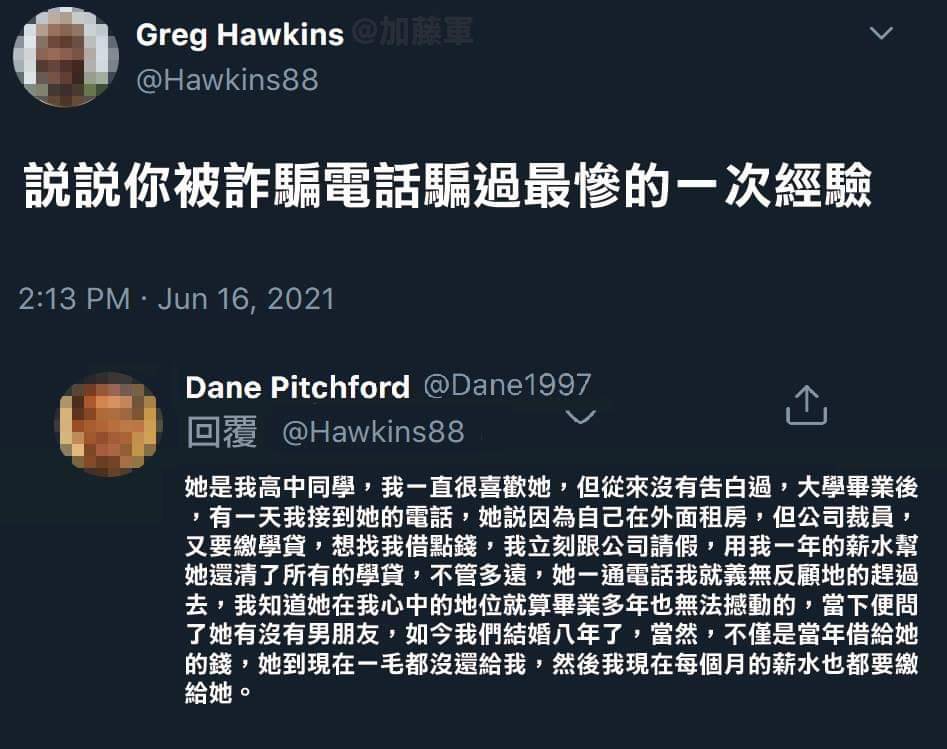 Greg Hawkins @加藤軍
@Hawkins88
説説你被詐騙電話騙過最慘的一次經驗
2:13 PM · Jun 16, 2021
Dane Pitchford @Dane1997
回覆 @Hawkins88
她是我高中同學，我一直很喜歡她，但從來沒有告白過，大學畢業後
，有一天我接到她的電話，她説因為自己在外面租房，但公司裁員，
又要繳學貸，想找我借點錢，我立刻跟公司請假，用我一年的薪水幫
她還清了所有的學貸，不管多遠，她一通電話我就義無反顧地的趕過
去，我知道她在我心中的地位就算畢業多年也無法撼動的，當下便問
了她有沒有男朋友，如今我們結婚八年了，當然，不僅是當年借給她
的錢，她到現在一毛都沒還給我，然後我現在每個月的薪水也都要繳
給她。